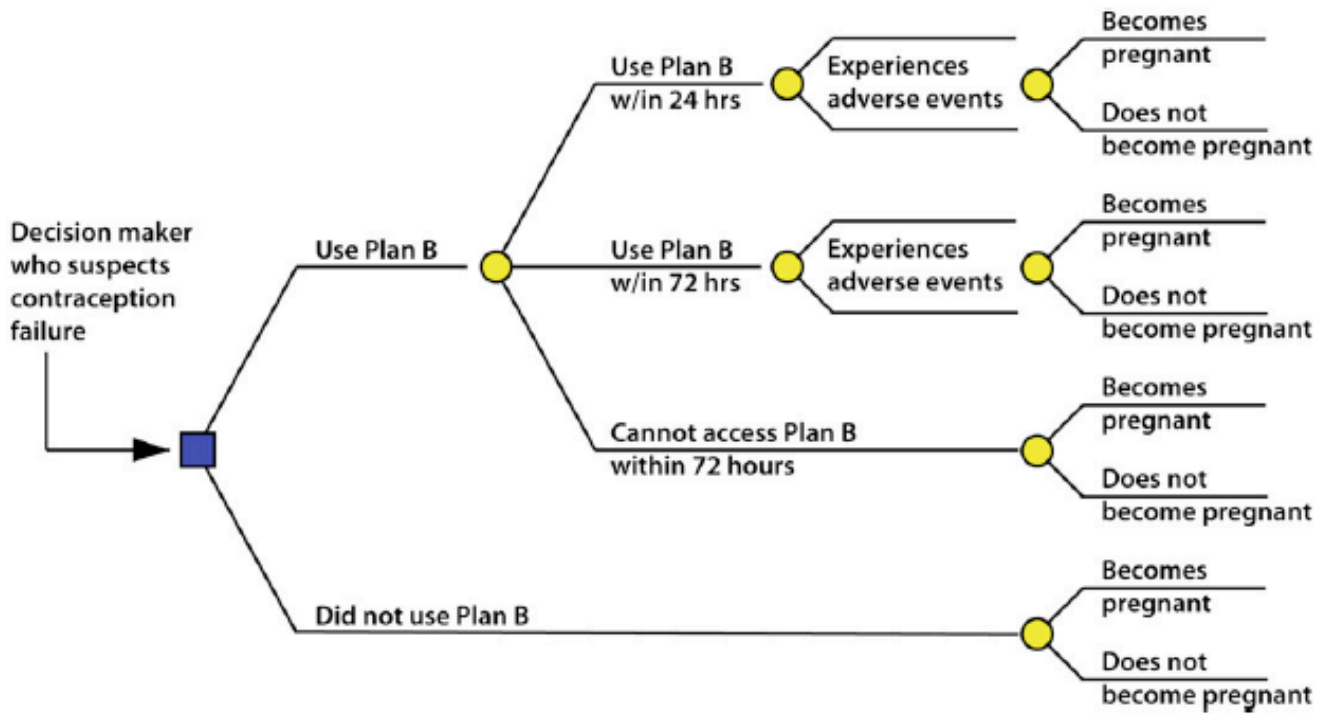 Decision maker
who suspects
contraception
failure
Use Plan B
Did not use Plan B
Use Plan B
w/in 24 hrs
Experiences
adverse events
Becomes
pregnant
Does not
become pregnant
Use Plan B
w/in 72 hrs
Experiences
adverse events
Becomes
pregnant
Does not
become pregnant
Cannot access Plan B
within 72 hours
Becomes
pregnant
Does not
become pregnant
Becomes
pregnant
Does not
become pregnant